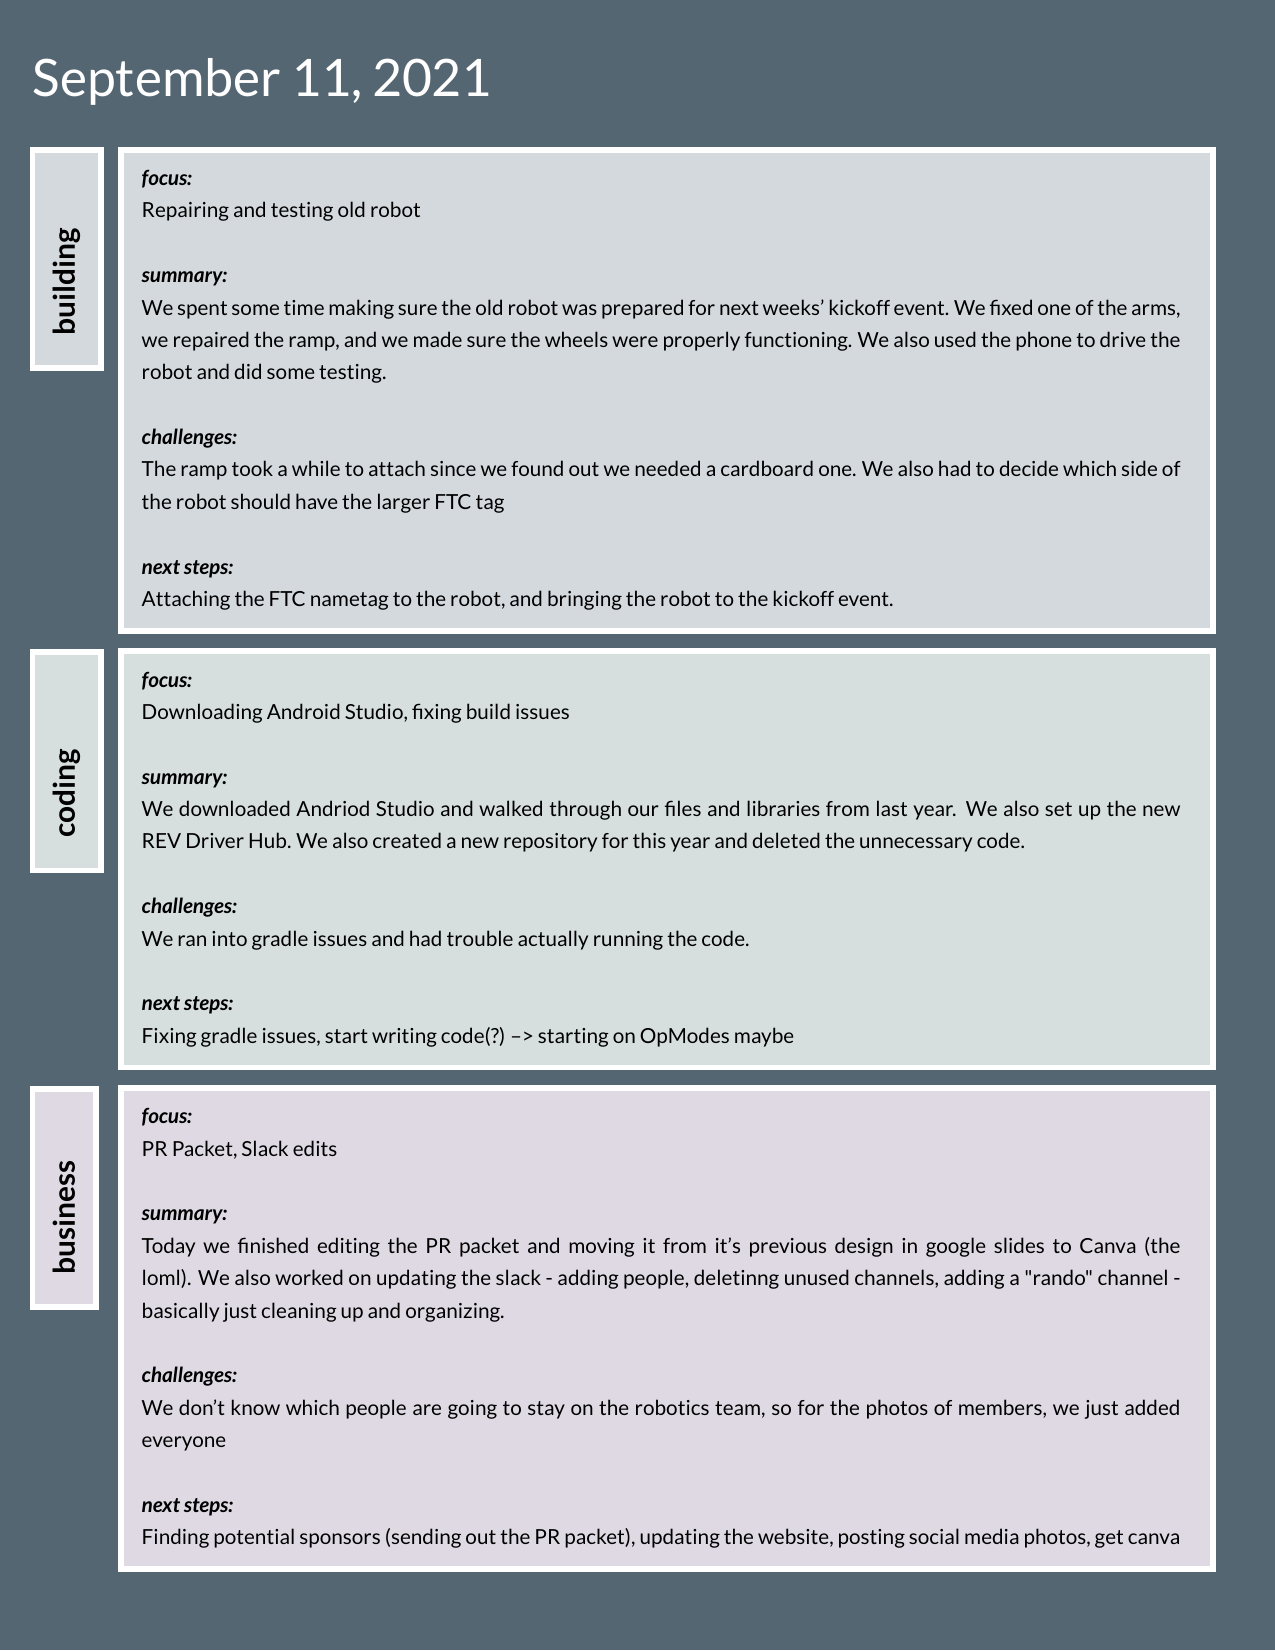 September 11, 2021
building
focus:
Repairing and testing old robot
summary:
We spent some time making sure the old robot was prepared for next weeks’ kickoff event. We fixed one of the arms,
we repaired the ramp, and we made sure the wheels were properly functioning. We also used the phone to drive the
robot and did some testing.
challenges:
The ramp took a while to attach since we found out we needed a cardboard one. We also had to decide which side of
the robot should have the larger FTC tag
next steps:
Attaching the FTC nametag to the robot, and bringing the robot to the kickoff event.
coding
focus:
Downloading Android Studio, fixing build issues
summary:
We downloaded Andriod Studio and walked through our files and libraries from last year. We also set up the new
REV Driver Hub. We also created a new repository for this year and deleted the unnecessary code.
challenges:
We ran into gradle issues and had trouble actually running the code.
next steps:
Fixing gradle issues, start writing code(?) –> starting on OpModes maybe
business
focus:
PR Packet, Slack edits
summary:
Today we finished editing the PR packet and moving it from it’s previous design in google slides to Canva (the
loml). We also worked on updating the slack - adding people, deletinng unused channels, adding a "rando" channel -
basically just cleaning up and organizing.
challenges:
We don’t know which people are going to stay on the robotics team, so for the photos of members, we just added
everyone
next steps:
Finding potential sponsors (sending out the PR packet), updating the website, posting social media photos, get canva